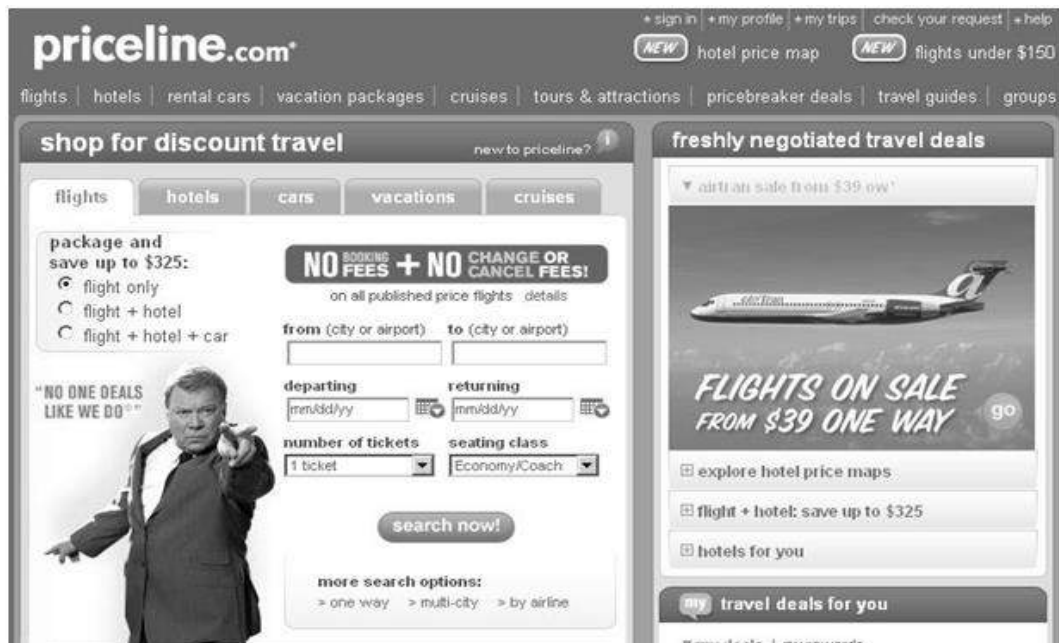 + sign in | + my profile | + my trips | check your request | + help
priceline.com®
NEW hotel price map NEW flights under $150
flights | hotels | rental cars | vacation packages | cruises | tours & attractions | pricebreaker deals | travel guides | groups
shop for discount travel
new to priceline? i
flights hotels cars vacations cruises
package and
save up to $325:
flight only
flight + hotel
flight + hotel + car
"NO ONE DEALS
LIKE WE DO℠"
NO BOOKING FEES + NO CHANGE OR CANCEL FEES!
on all published price flights details
from (city or airport) to (city or airport)
departing returning
mm/dd/yy mm/dd/yy
number of tickets seating class
1 ticket Economy/Coach
search now!
more search options:
> one way > multi-city > by airline
freshly negotiated travel deals
▼ airtran sale from $39 ow*
airTran
a
FLIGHTS ON SALE
FROM $39 ONE WAY
go
explore hotel price maps
flight + hotel: save up to $325
hotels for you
my travel deals for you